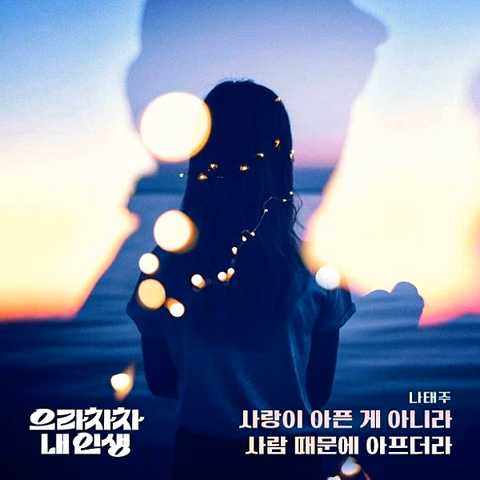 나태주
사랑이 아픈 게 아니라
사람 때문에 아프더라
으라차차
내 인생